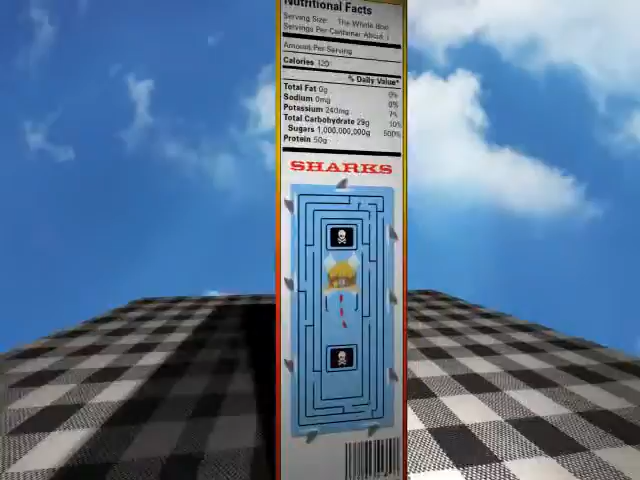 Nutritional Facts
Serving Size: The Whole Box
Servings Per Container About 1
Amount Per Serving
Calories 120
% Daily Value*
Total Fat 0g 0%
Sodium 0mg 0%
Potassium 240mg 7%
Total Carbohydrate 29g 10%
Sugars 1,000,000,000g 500%
Protein 50g
SHARKS